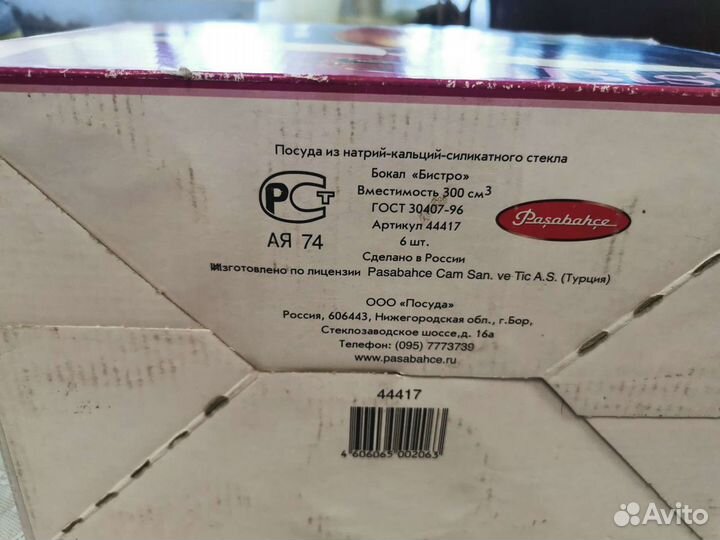 Посуда из натрий-кальций-силикатного стекла
Бокал «Бистро»
Вместимость 300 см³
ГОСТ 30407-96
Артикул 44417
6 шт.
Сделано в России
Изготовлено по лицензии Pasabahce Cam San. ve Tic A.S. (Турция)
РСТ
АЯ 74
Paşabahçe
ООО «Посуда»
Россия, 606443, Нижегородская обл., г.Бор,
Стеклозаводское шоссе,д. 16а
Телефон: (095) 7773739
www.pasabahce.ru
44417
4 606065 002063
Avito